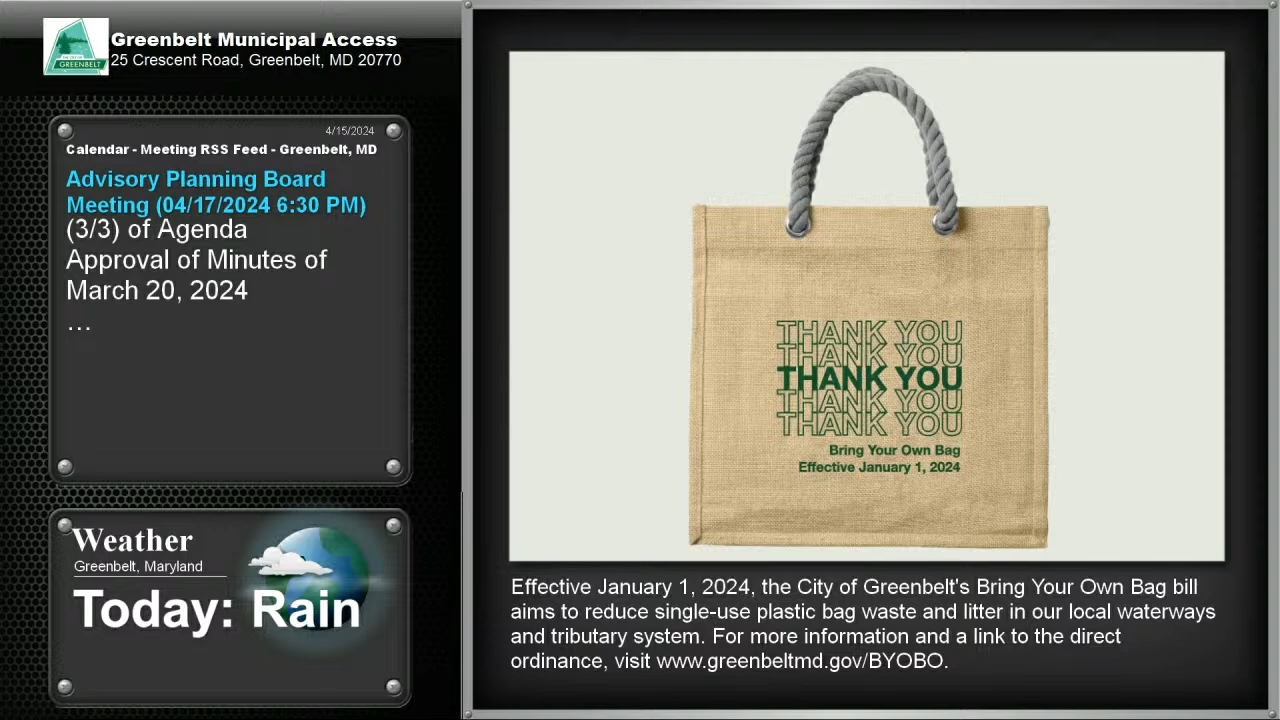 Greenbelt Municipal Access
25 Crescent Road, Greenbelt, MD 20770
GREENBELT
4/15/2024
Calendar - Meeting RSS Feed - Greenbelt, MD
Advisory Planning Board
Meeting (04/17/2024 6:30 PM)
(3/3) of Agenda
Approval of Minutes of
March 20, 2024
...
Weather
Greenbelt, Maryland
Today: Rain
THANK YOU
THANK YOU
THANK YOU
THANK YOU
THANK YOU
Bring Your Own Bag
Effective January 1, 2024
Effective January 1, 2024, the City of Greenbelt's Bring Your Own Bag bill
aims to reduce single-use plastic bag waste and litter in our local waterways
and tributary system. For more information and a link to the direct
ordinance, visit www.greenbeltmd.gov/BYOBO.